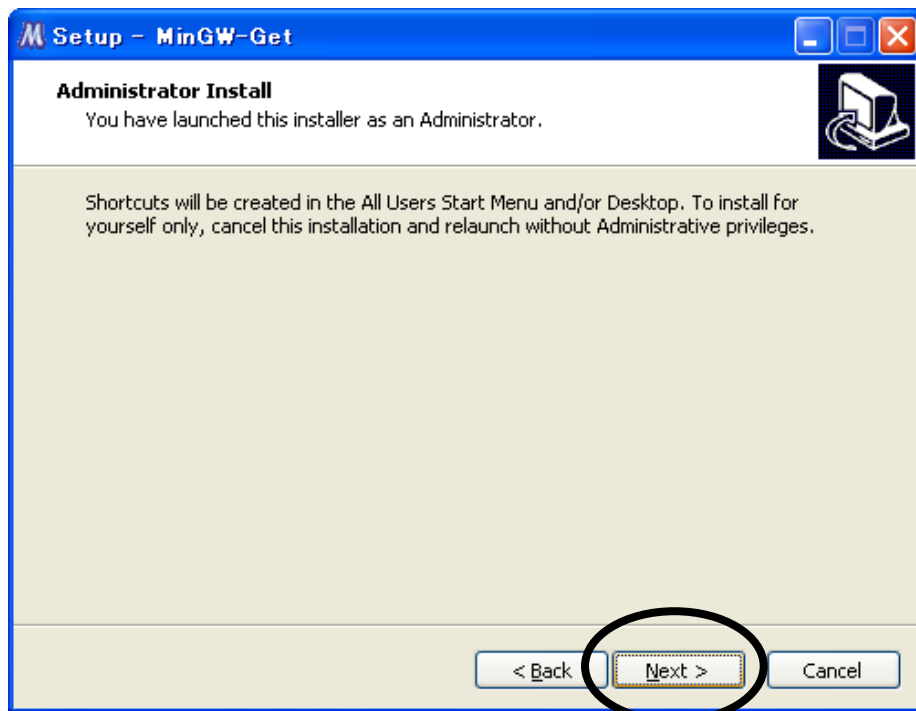 Setup - MinGW-Get
Administrator Install
You have launched this installer as an Administrator.
Shortcuts will be created in the All Users Start Menu and/or Desktop. To install for
yourself only, cancel this installation and relaunch without Administrative privileges.
< Back
Next >
Cancel